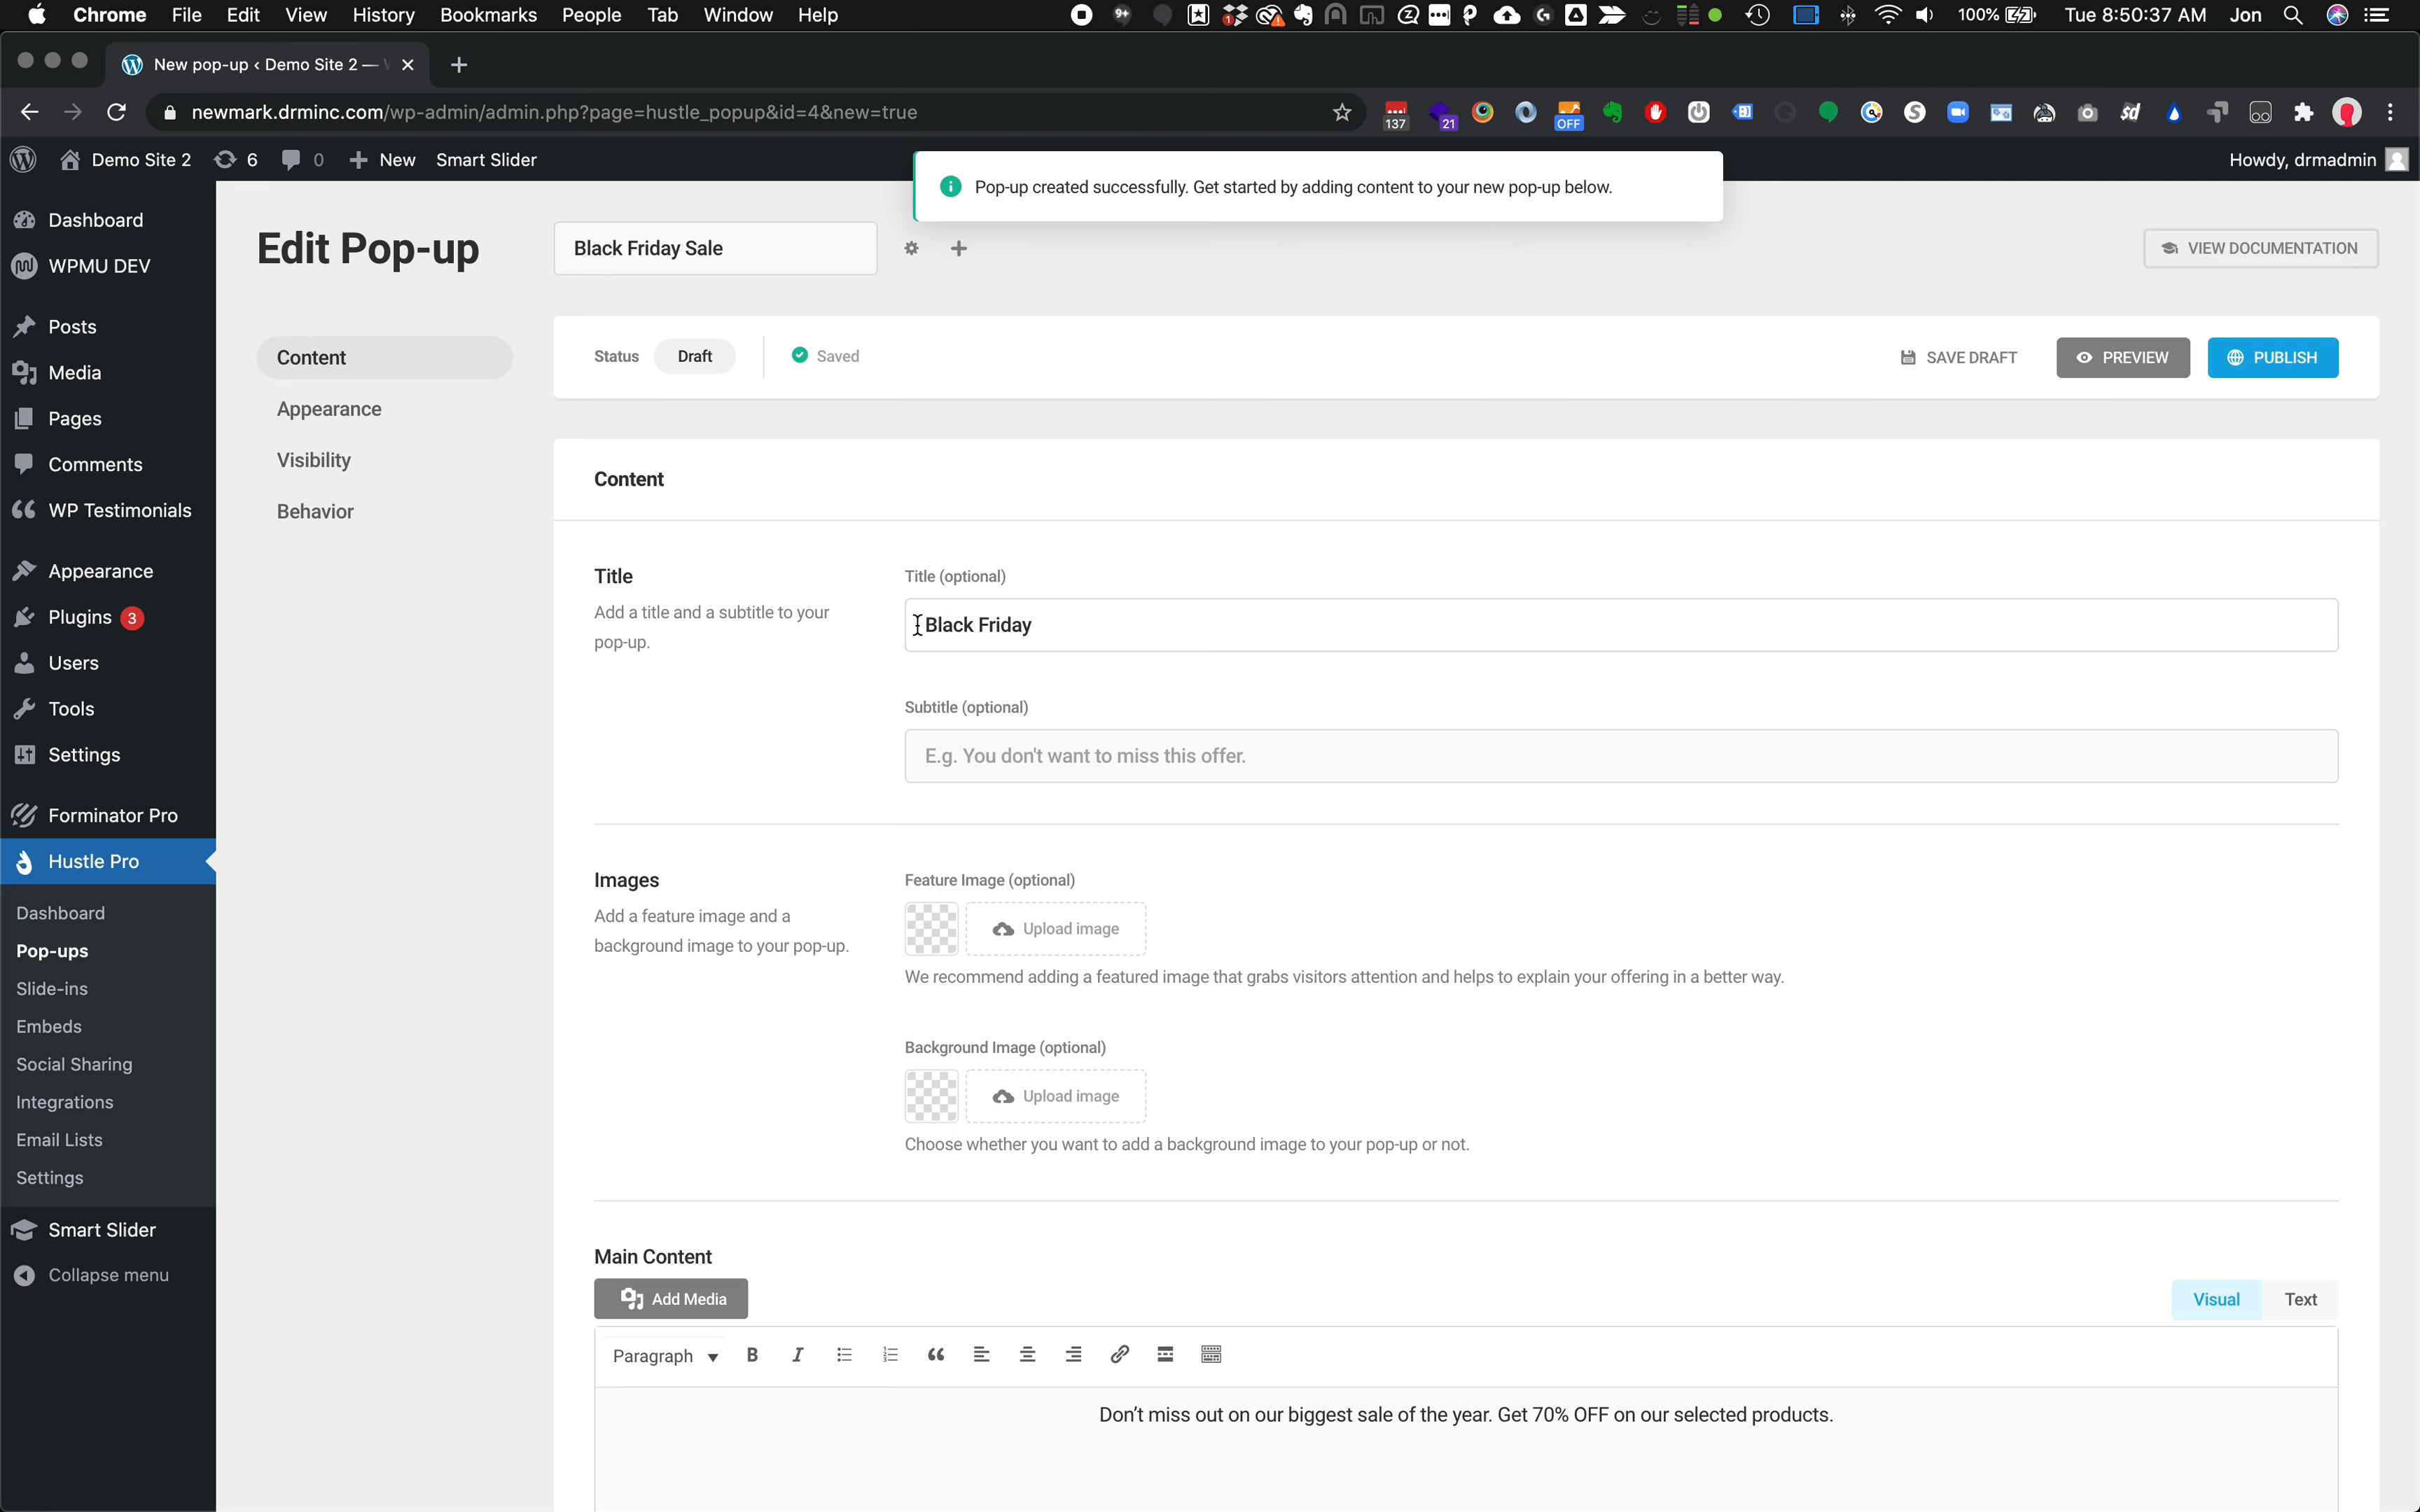 Chrome File Edit View History Bookmarks People Tab Window Help 9+ 1 100% Tue 8:50:37 AM Jon
New pop-up ‹ Demo Site 2 —
newmark.drminc.com/wp-admin/admin.php?page=hustle_popup&id=4&new=true 137 21 OFF
Demo Site 2 6 0 New Smart Slider Howdy, drmadmin
Pop-up created successfully. Get started by adding content to your new pop-up below.
Dashboard
WPMU DEV
Posts
Media
Pages
Comments
WP Testimonials
Appearance
Plugins 3
Users
Tools
Settings
Forminator Pro
Hustle Pro
Dashboard
Pop-ups
Slide-ins
Embeds
Social Sharing
Integrations
Email Lists
Settings
Smart Slider
Collapse menu
Edit Pop-up
Black Friday Sale
VIEW DOCUMENTATION
Content
Appearance
Visibility
Behavior
Status Draft Saved SAVE DRAFT PREVIEW PUBLISH
Content
Title
Add a title and a subtitle to your
pop-up.
Title (optional)
Black Friday
Subtitle (optional)
E.g. You don't want to miss this offer.
Images
Add a feature image and a
background image to your pop-up.
Feature Image (optional)
Upload image
We recommend adding a featured image that grabs visitors attention and helps to explain your offering in a better way.
Background Image (optional)
Upload image
Choose whether you want to add a background image to your pop-up or not.
Main Content
Add Media
Visual Text
Paragraph
Don't miss out on our biggest sale of the year. Get 70% OFF on our selected products.